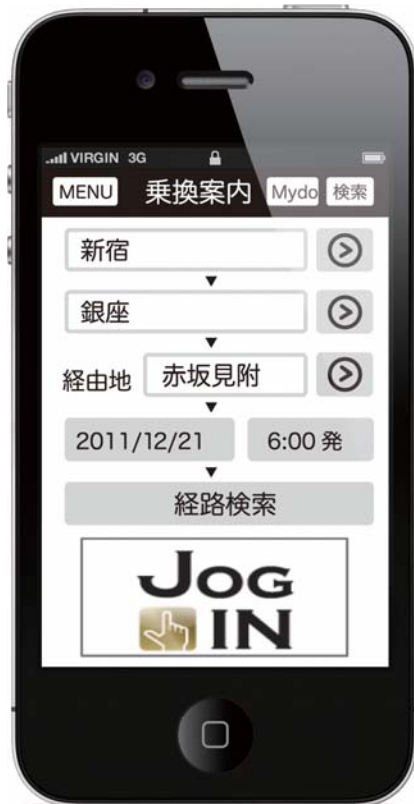 VIRGIN 3G
MENU 乗換案内 Mydo 検索
新宿
銀座
経由地 赤坂見附
2011/12/21 6:00 発
経路検索
JOG
IN